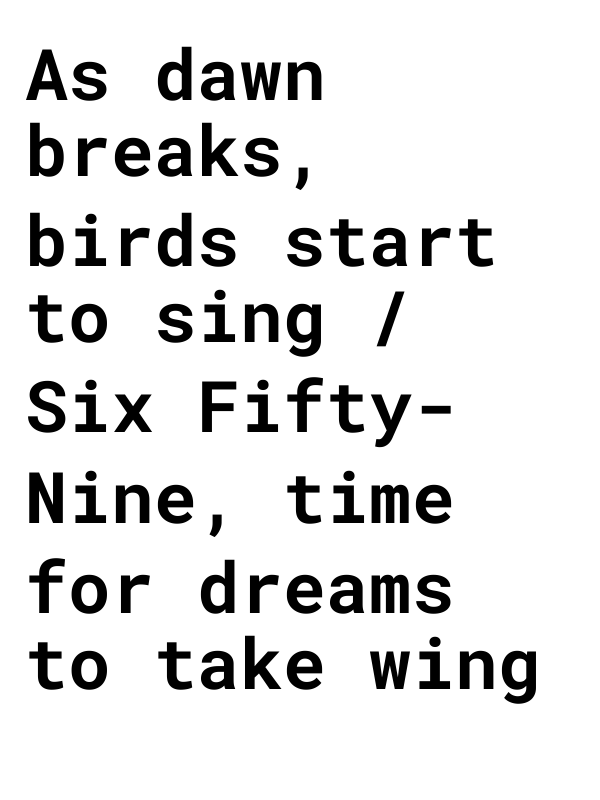 As dawn
breaks,
birds start
to sing /
Six Fifty-
Nine, time
for dreams
to take wing